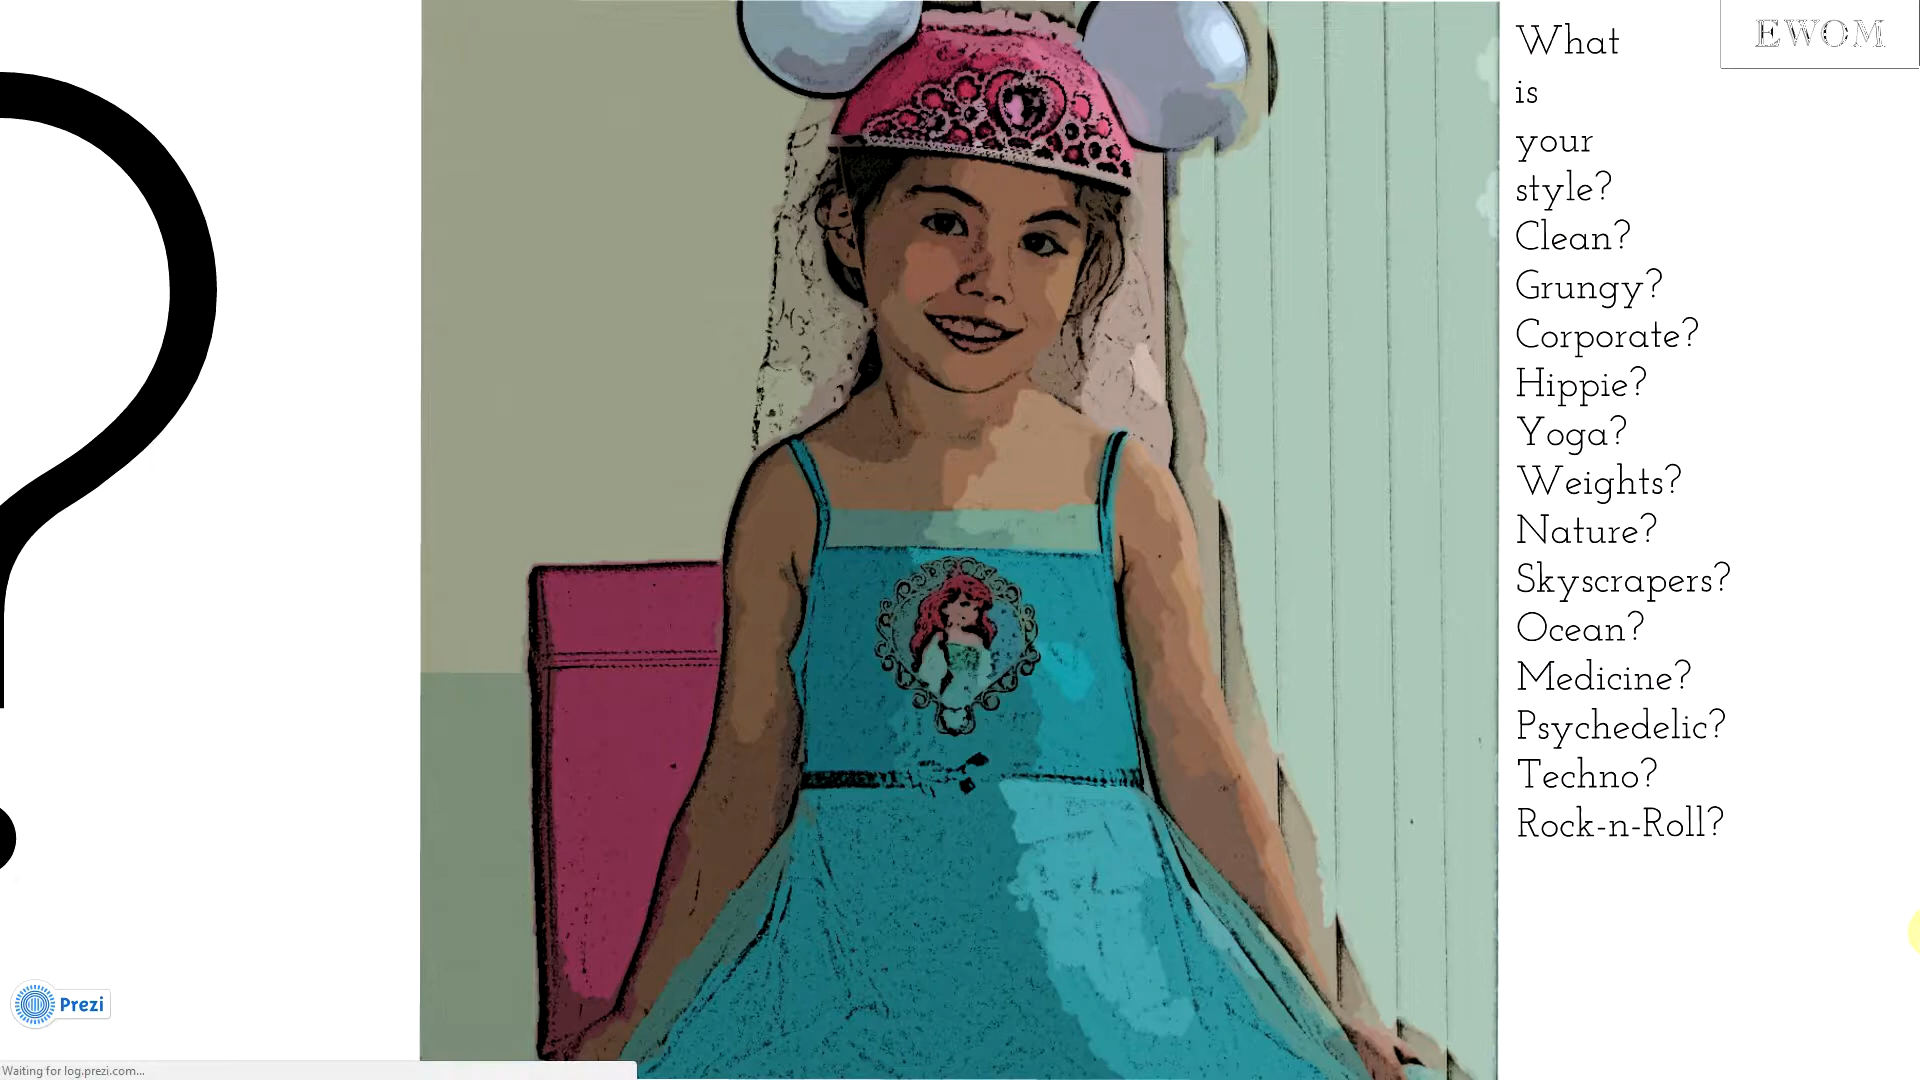 EWOM
What
is
your
style?
Clean?
Grungy?
Corporate?
Hippie?
Yoga?
Weights?
Nature?
Skyscrapers?
Ocean?
Medicine?
Psychedelic?
Techno?
Rock-n-Roll?
?
Prezi
Waiting for log.prezi.com...